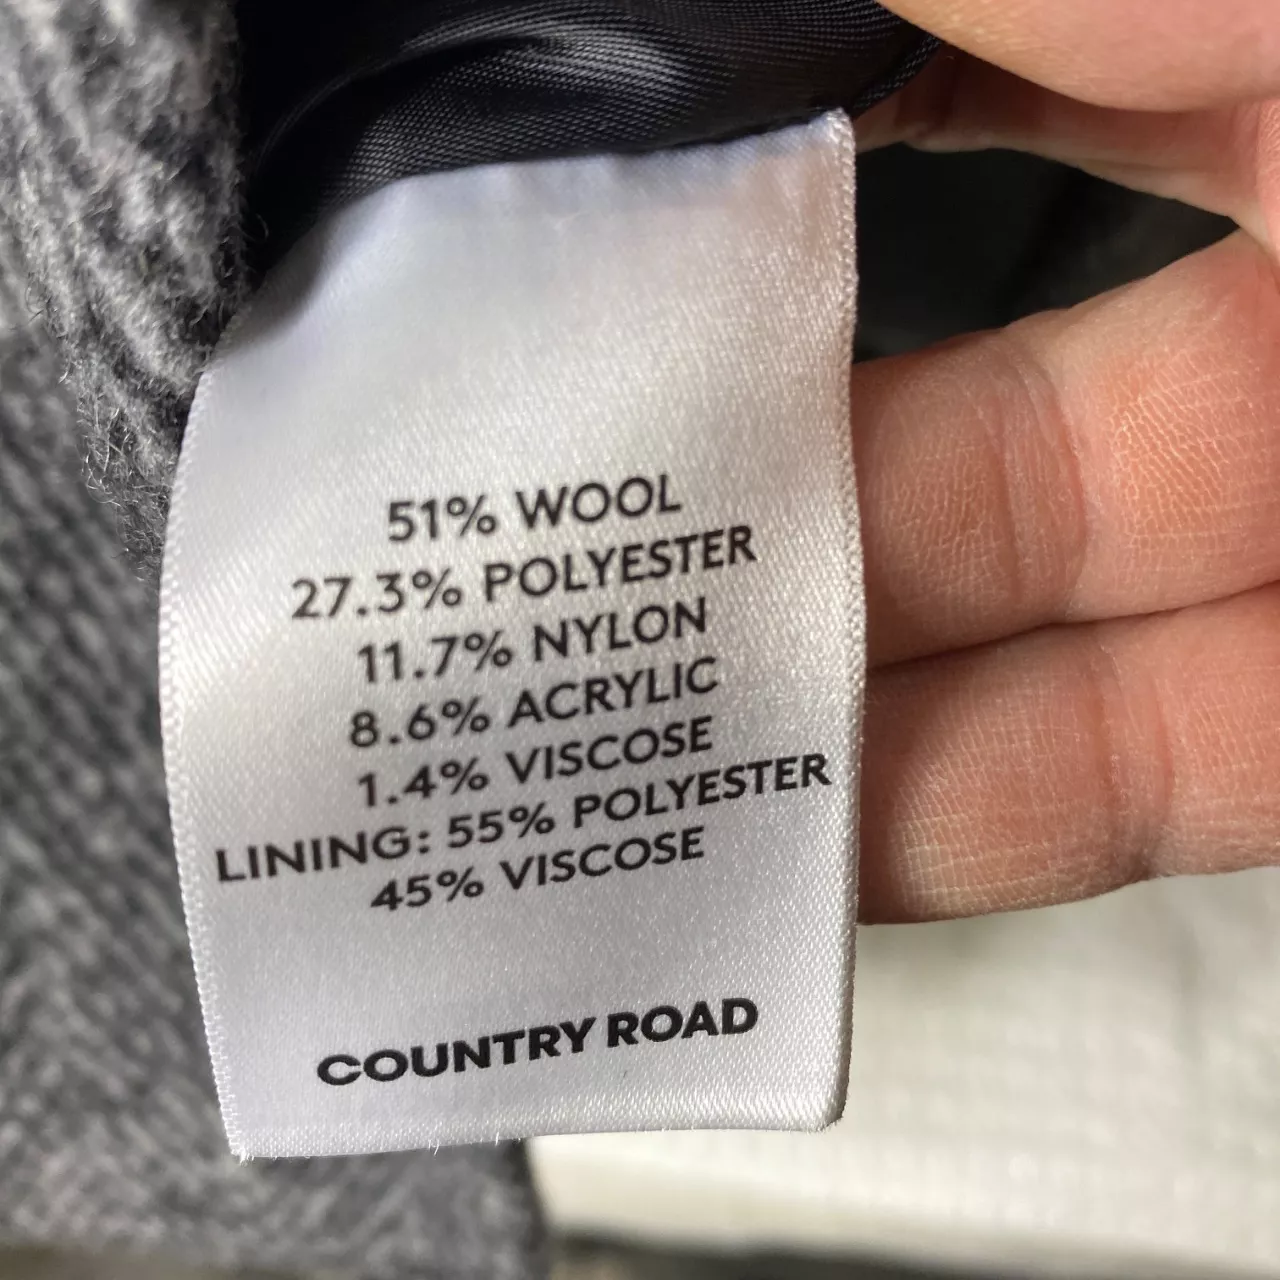 51% WOOL
27.3% POLYESTER
11.7% NYLON
8.6% ACRYLIC
1.4% VISCOSE
LINING: 55% POLYESTER
45% VISCOSE
COUNTRY ROAD